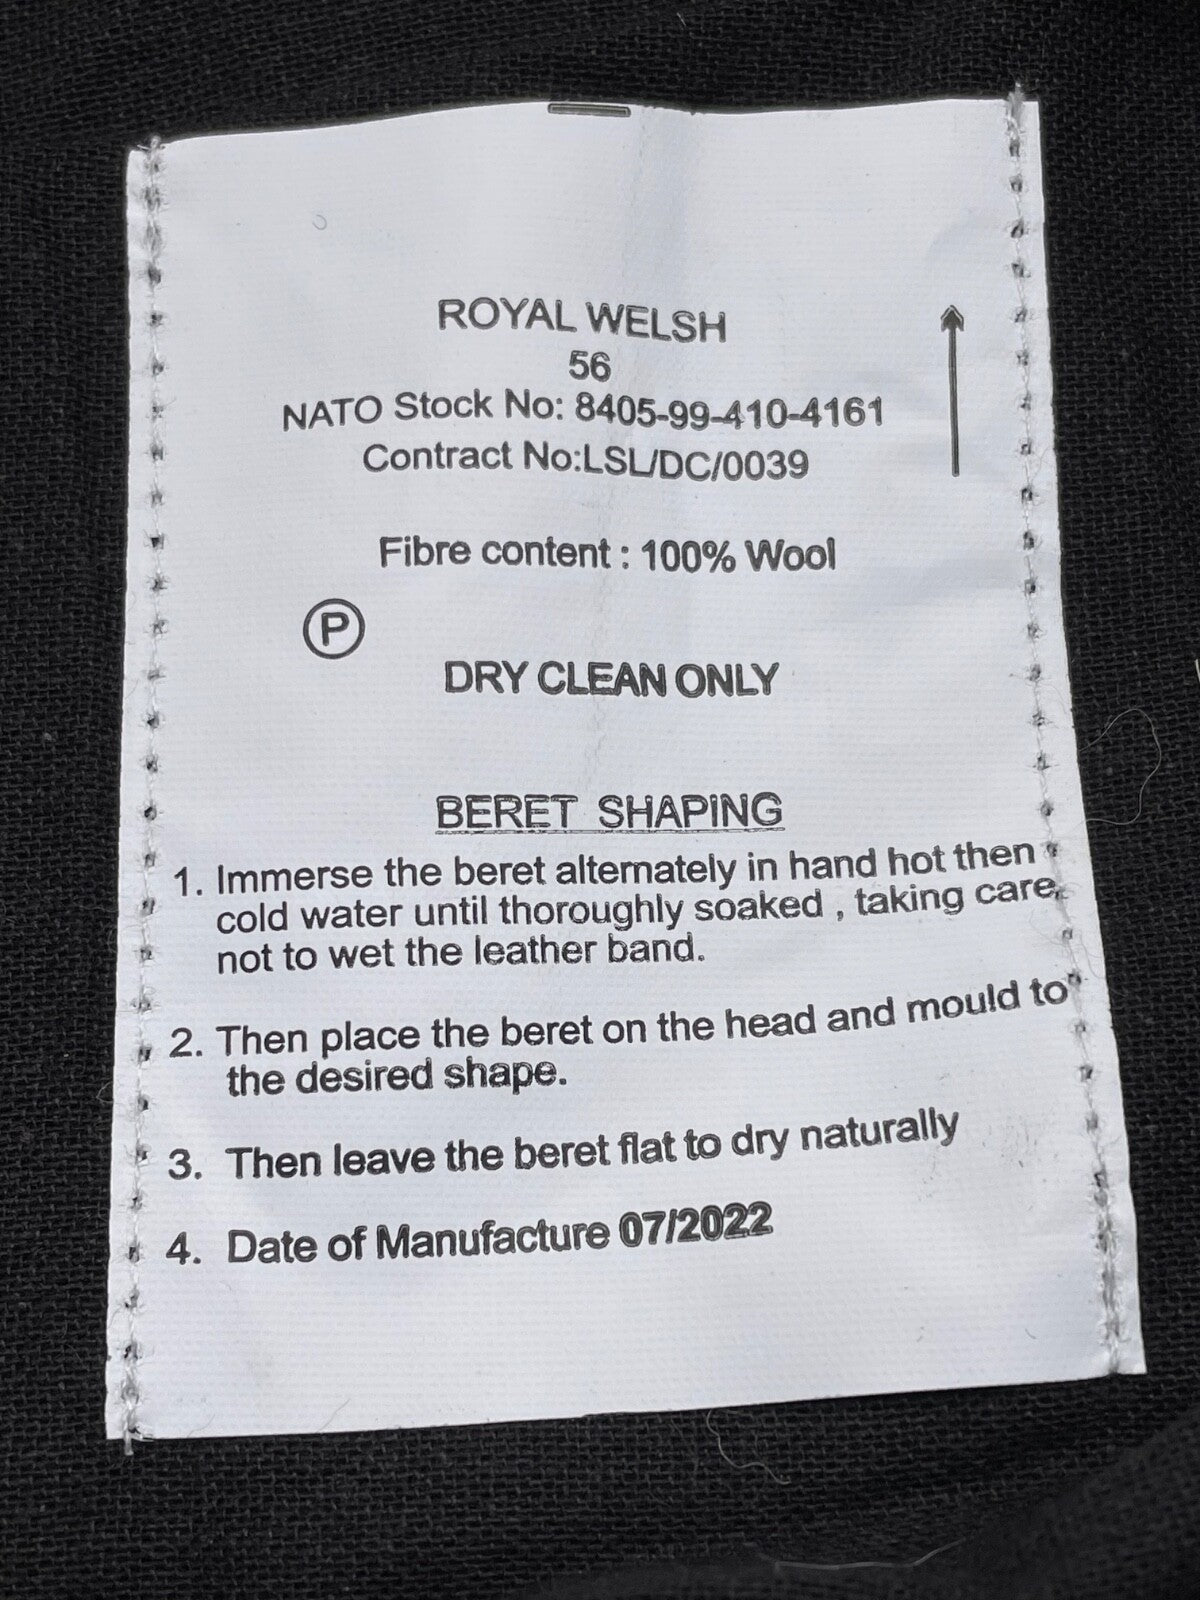 ROYAL WELSH
56
NATO Stock No: 8405-99-410-4161
Contract No:LSL/DC/0039
Fibre content : 100% Wool
P
DRY CLEAN ONLY
BERET SHAPING
1. Immerse the beret alternately in hand hot then
cold water until thoroughly soaked , taking care
not to wet the leather band.
2. Then place the beret on the head and mould to
the desired shape.
3. Then leave the beret flat to dry naturally
4. Date of Manufacture 07/2022